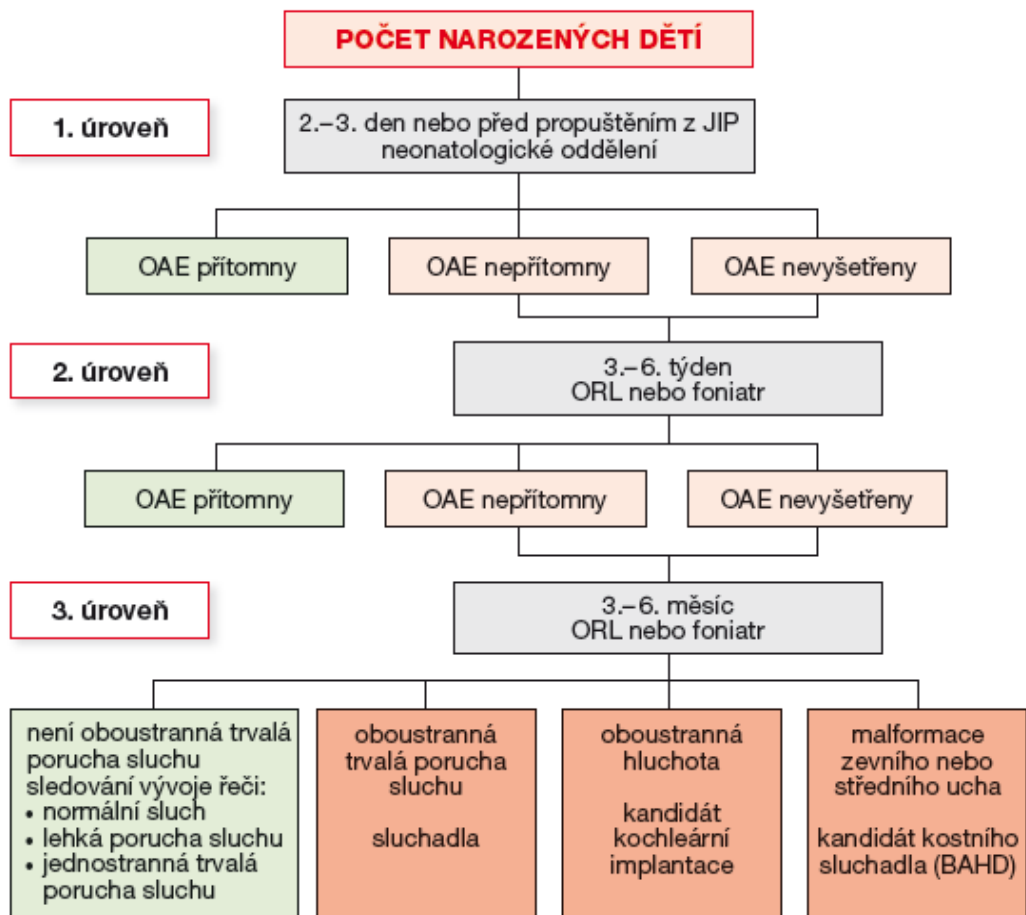 POČET NAROZENÝCH DĚTÍ
1. úroveň
2.–3. den nebo před propuštěním z JIP
neonatologické oddělení
OAE přítomny
OAE nepřítomny
OAE nevyšetřeny
2. úroveň
3.–6. týden
ORL nebo foniatr
OAE přítomny
OAE nepřítomny
OAE nevyšetřeny
3. úroveň
3.–6. měsíc
ORL nebo foniatr
není oboustranná trvalá
porucha sluchu
sledování vývoje řeči:
• normální sluch
• lehká porucha sluchu
• jednostranná trvalá
porucha sluchu
oboustranná
trvalá porucha
sluchu
sluchadla
oboustranná
hluchota
kandidát
kochleární
implantace
malformace
zevního nebo
středního ucha
kandidát kostního
sluchadla (BAHD)